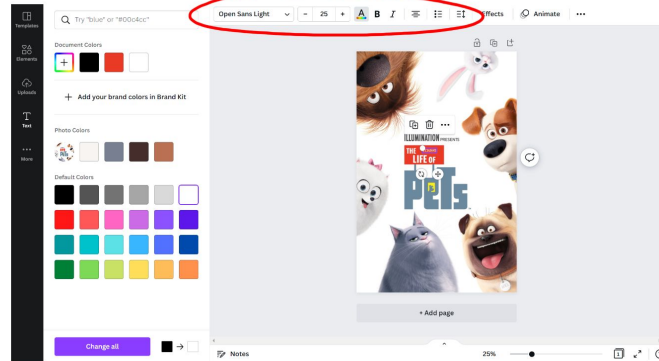 Templates
Elements
Uploads
Text
More
Try "blue" or "#00c4cc"
Document Colors
Add your brand colors in Brand Kit
Photo Colors
Default Colors
Change all
Open Sans Light
25
B
I
Effects
Animate
ILLUMINATION PRESENTS
THE
LIFE OF
PETS
+ Add page
Notes
25%
1